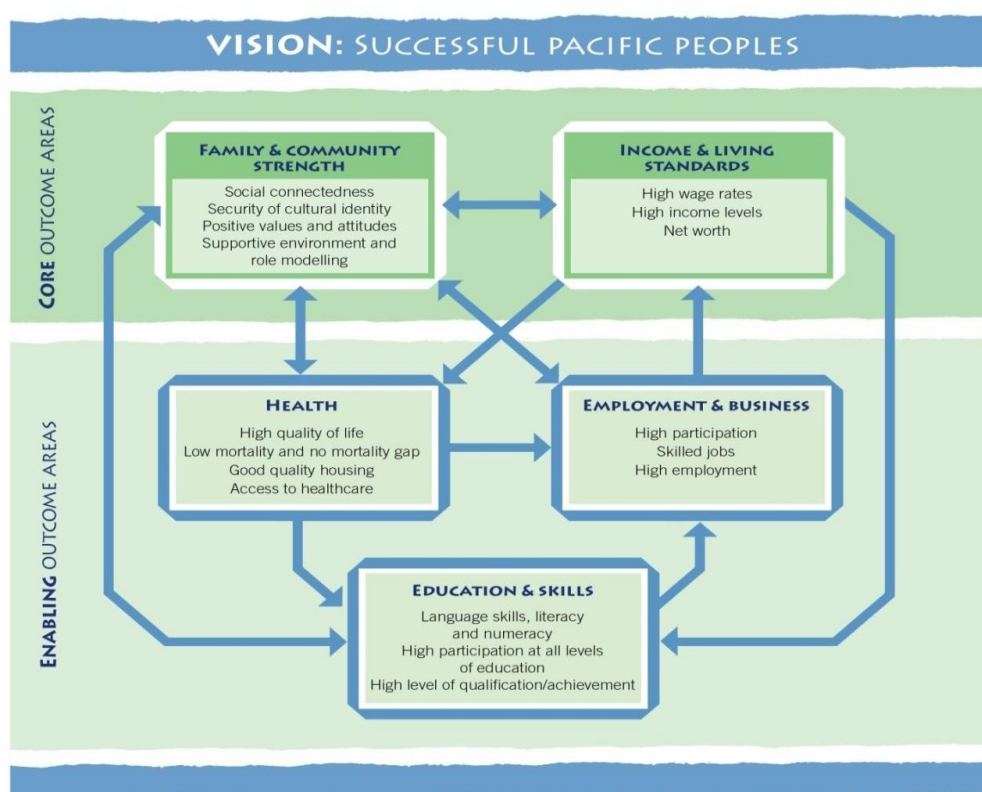 VISION: SUCCESSFUL PACIFIC PEOPLES
CORE OUTCOME AREAS
FAMILY & COMMUNITY
STRENGTH
Social connectedness
Security of cultural identity
Positive values and attitudes
Supportive environment and
role modelling
INCOME & LIVING
STANDARDS
High wage rates
High income levels
Net worth
ENABLING OUTCOME AREAS
HEALTH
High quality of life
Low mortality and no mortality gap
Good quality housing
Access to healthcare
EMPLOYMENT & BUSINESS
High participation
Skilled jobs
High employment
EDUCATION & SKILLS
Language skills, literacy
and numeracy
High participation at all levels
of education
High level of qualification/achievement